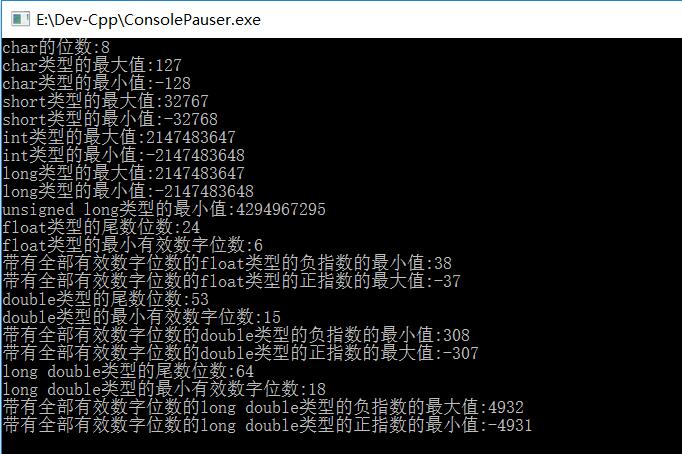 E:\Dev-Cpp\ConsolePauser.exe
char的位数:8
char类型的最大值:127
char类型的最小值:-128
short类型的最大值:32767
short类型的最小值:-32768
int类型的最大值:2147483647
int类型的最小值:-2147483648
long类型的最大值:2147483647
long类型的最小值:-2147483648
unsigned long类型的最小值:4294967295
float类型的尾数位数:24
float类型的最小有效数字位数:6
带有全部有效数字位数的float类型的负指数的最小值:38
带有全部有效数字位数的float类型的正指数的最大值:-37
double类型的尾数位数:53
double类型的最小有效数字位数:15
带有全部有效数字位数的double类型的负指数的最小值:308
带有全部有效数字位数的double类型的正指数的最大值:-307
long double类型的尾数位数:64
long double类型的最小有效数字位数:18
带有全部有效数字位数的long double类型的负指数的最大值:4932
带有全部有效数字位数的long double类型的正指数的最小值:-4931